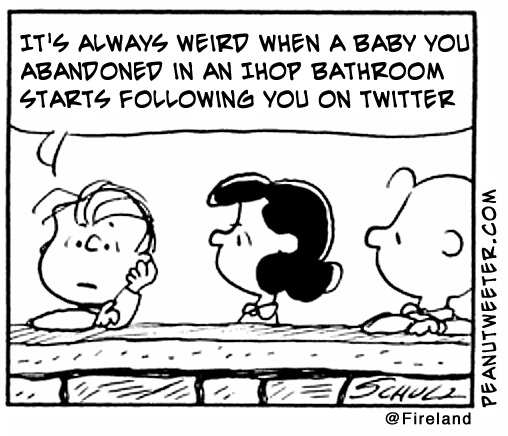 IT'S ALWAYS WEIRD WHEN A BABY YOU
ABANDONED IN AN IHOP BATHROOM
STARTS FOLLOWING YOU ON TWITTER
PEANUTWEETER.COM
SCHULZ
@Fireland